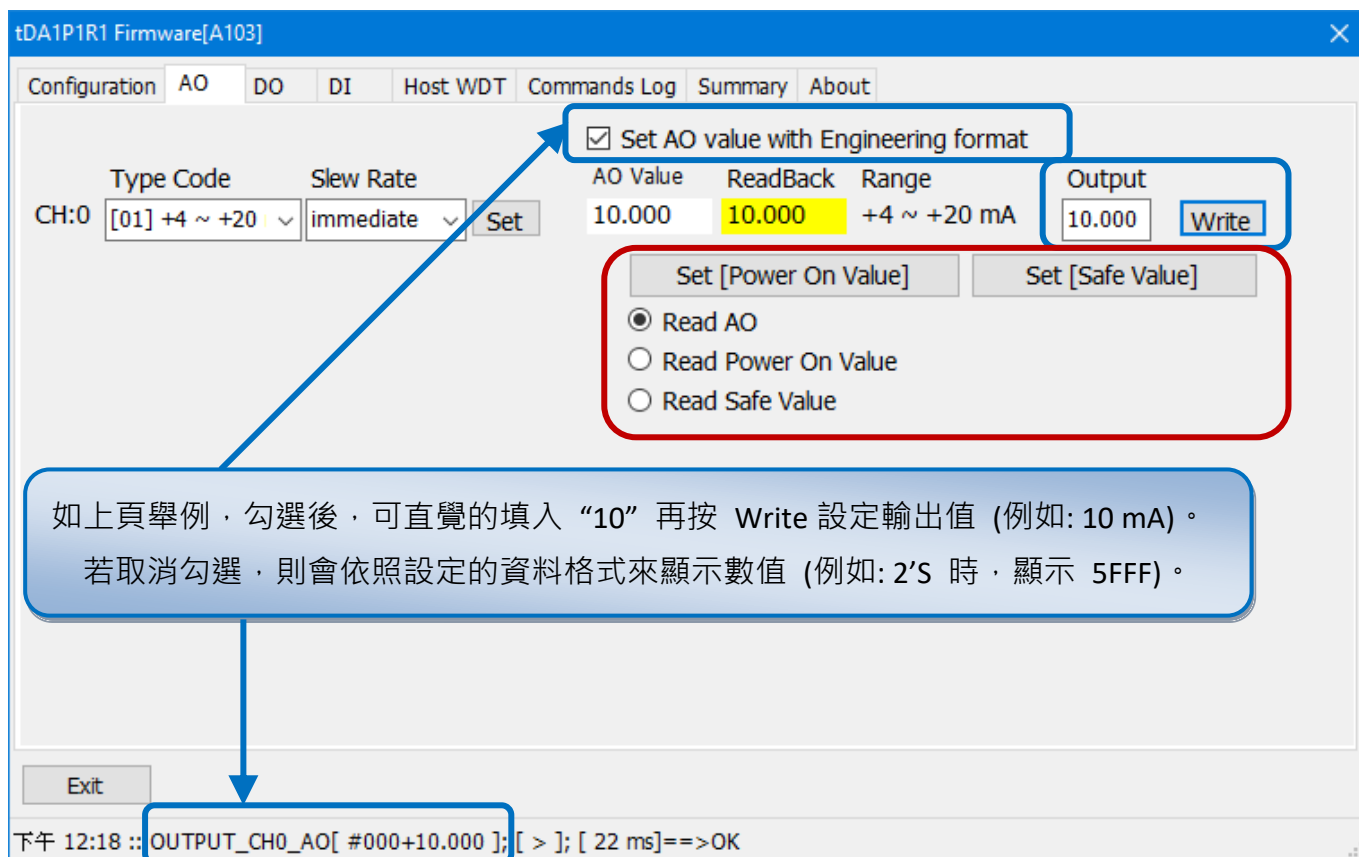 tDA1P1R1 Firmware[A103]
Configuration AO DO DI Host WDT Commands Log Summary About
Set AO value with Engineering format
Type Code Slew Rate AO Value ReadBack Range Output
CH:0 [01] +4 ~ +20 immediate Set 10.000 10.000 +4 ~ +20 mA 10.000 Write
Set [Power On Value] Set [Safe Value]
Read AO
Read Power On Value
Read Safe Value
如上頁舉例，勾選後，可直覺的填入 “10” 再按 Write 設定輸出值 (例如: 10 mA)。
若取消勾選，則會依照設定的資料格式來顯示數值 (例如: 2’S 時，顯示 5FFF)。
Exit
下午 12:18 :: OUTPUT_CH0_AO[ #000+10.000 ]; [ > ]; [ 22 ms]==>OK